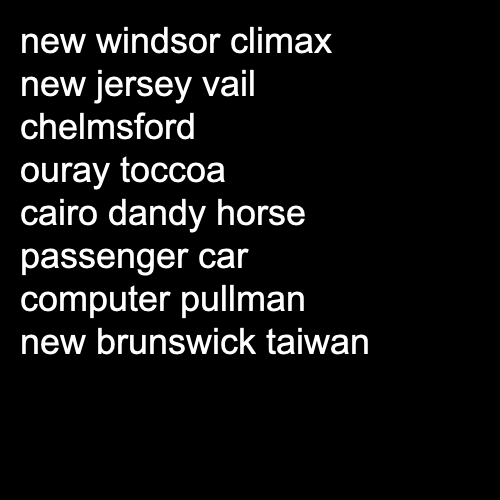 new windsor climax
new jersey vail
chelmsford
ouray toccoa
cairo dandy horse
passenger car
computer pullman
new brunswick taiwan